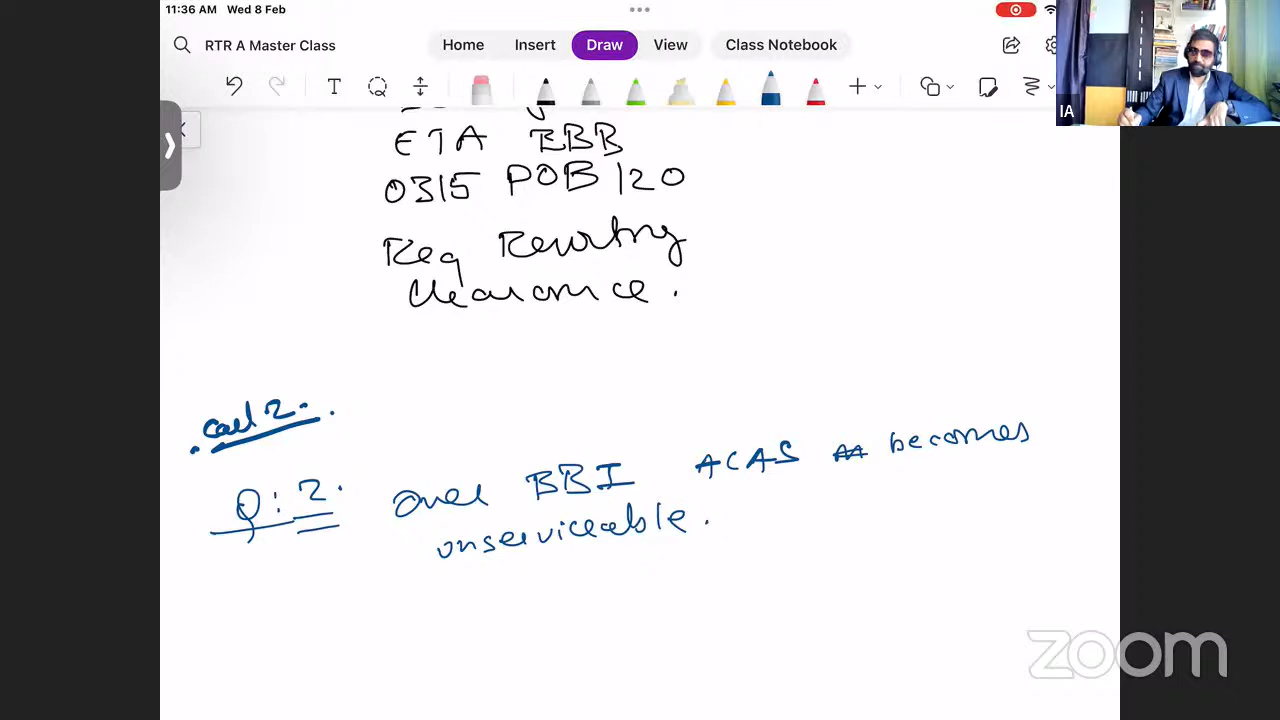 11:36 AM Wed 8 Feb
RTR A Master Class
Home Insert Draw View Class Notebook
T
ETA EBB
0315 POB 120
Req Rerouting
clearance.
Call 2.
Q: 2. over BBI ACAS becomes
unserviceable.
IA
zoom